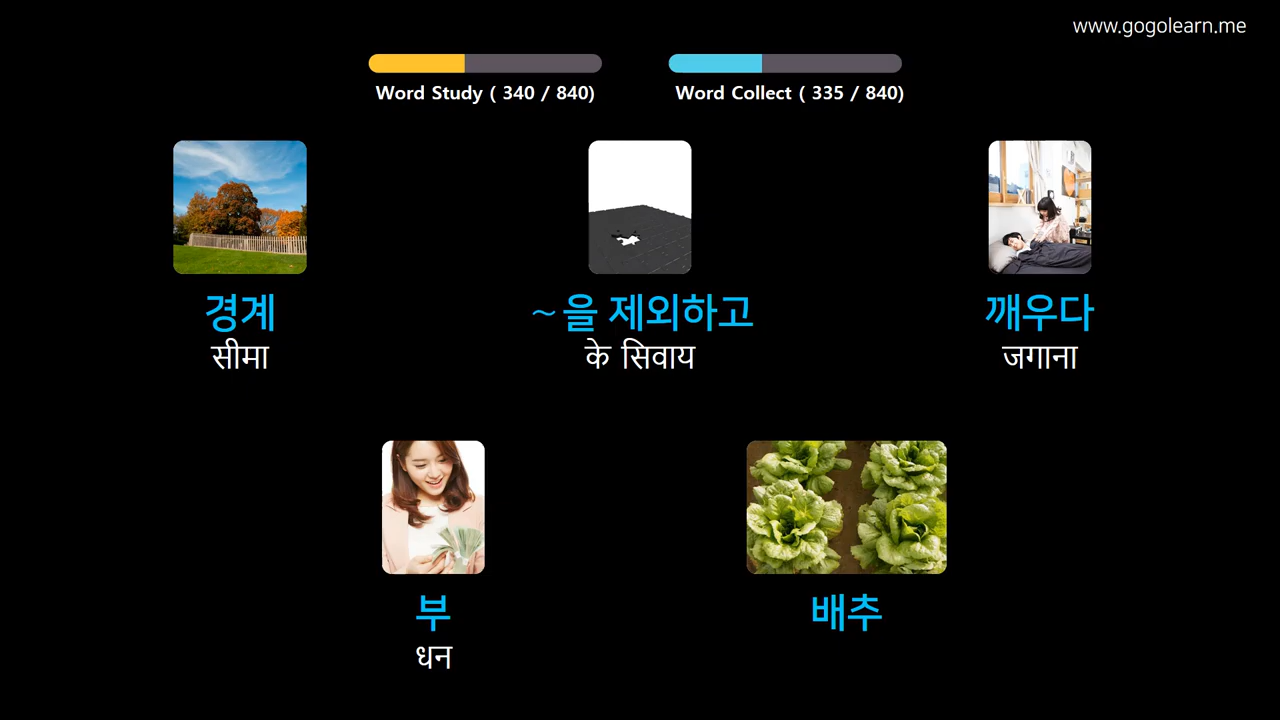 www.gogolearn.me
Word Study ( 340 / 840)
Word Collect ( 335 / 840)
경계
सीमा
~을 제외하고
के सिवाय
깨우다
जगाना
부
धन
배추